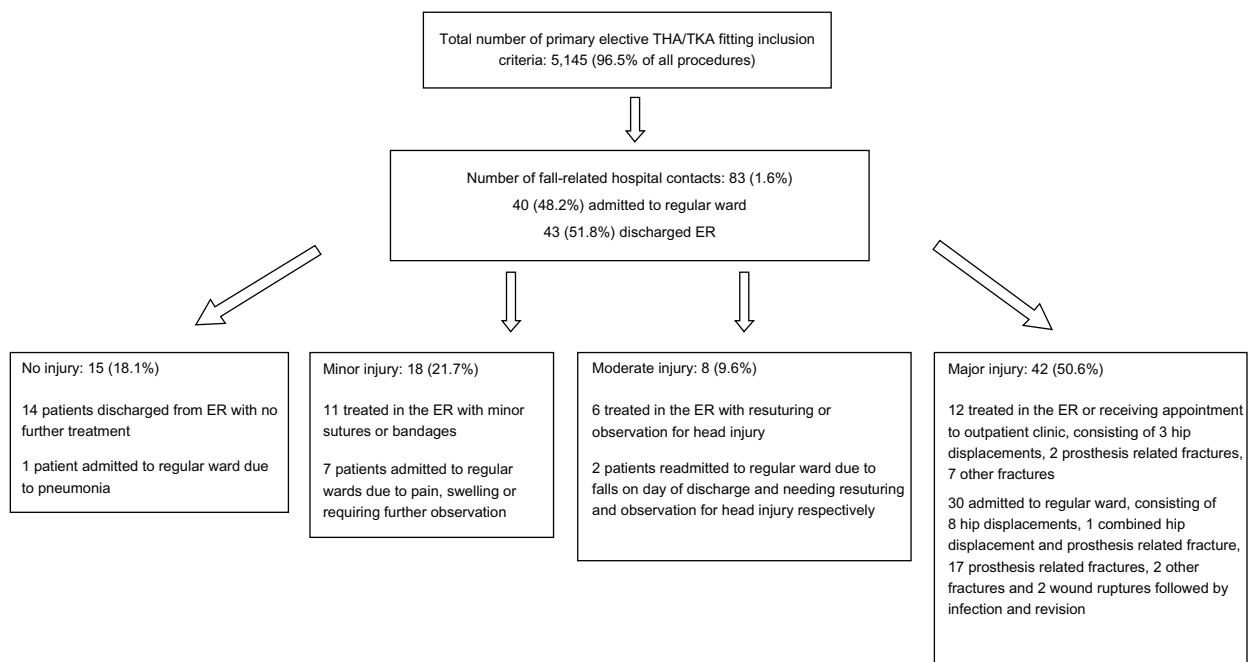 Total number of primary elective THA/TKA fitting inclusion
criteria: 5,145 (96.5% of all procedures)
Number of fall-related hospital contacts: 83 (1.6%)
40 (48.2%) admitted to regular ward
43 (51.8%) discharged ER
No injury: 15 (18.1%)
14 patients discharged from ER with no
further treatment
1 patient admitted to regular ward due
to pneumonia
Minor injury: 18 (21.7%)
11 treated in the ER with minor
sutures or bandages
7 patients admitted to regular
wards due to pain, swelling or
requiring further observation
Moderate injury: 8 (9.6%)
6 treated in the ER with resuturing or
observation for head injury
2 patients readmitted to regular ward due to
falls on day of discharge and needing resuturing
and observation for head injury respectively
Major injury: 42 (50.6%)
12 treated in the ER or receiving appointment
to outpatient clinic, consisting of 3 hip
displacements, 2 prosthesis related fractures,
7 other fractures
30 admitted to regular ward, consisting of
8 hip displacements, 1 combined hip
displacement and prosthesis related fracture,
17 prosthesis related fractures, 2 other
fractures and 2 wound ruptures followed by
infection and revision